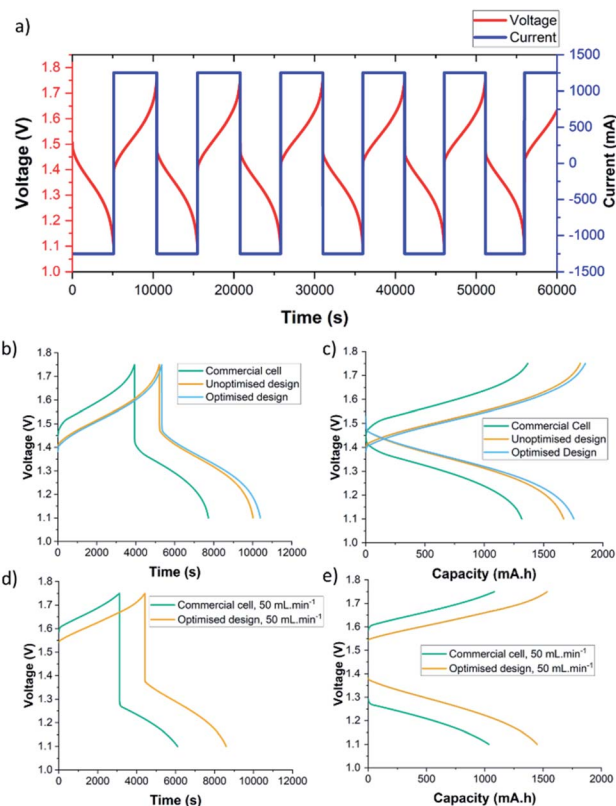 a)
Voltage
Current
1.8
1.7
1.6
1.5
1.4
1.3
1.2
1.1
1.0
Voltage (V)
1500
1000
500
0
-500
-1000
-1500
Current (mA)
0 10000 20000 30000 40000 50000 60000
Time (s)
b)
1.8
1.7
1.6
1.5
1.4
1.3
1.2
1.1
1.0
Voltage (V)
Commercial cell
Unoptimised design
Optimised design
0 2000 4000 6000 8000 10000 12000
Time (s)
c)
1.8
1.7
1.6
1.5
1.4
1.3
1.2
1.1
1.0
Voltage (V)
Commercial Cell
Unoptimised design
Optimised Design
0 500 1000 1500 2000
Capacity (mA.h)
d)
1.8
1.7
1.6
1.5
1.4
1.3
1.2
1.1
1.0
Voltage (V)
Commercial cell, 50 mL.min⁻¹
Optimised design, 50 mL.min⁻¹
0 2000 4000 6000 8000 10000 12000
Time (s)
e)
1.8
1.7
1.6
1.5
1.4
1.3
1.2
1.1
1.0
Voltage (V)
Commercial cell, 50 mL.min⁻¹
Optimised design, 50 mL.min⁻¹
0 500 1000 1500 2000
Capacity (mA.h)